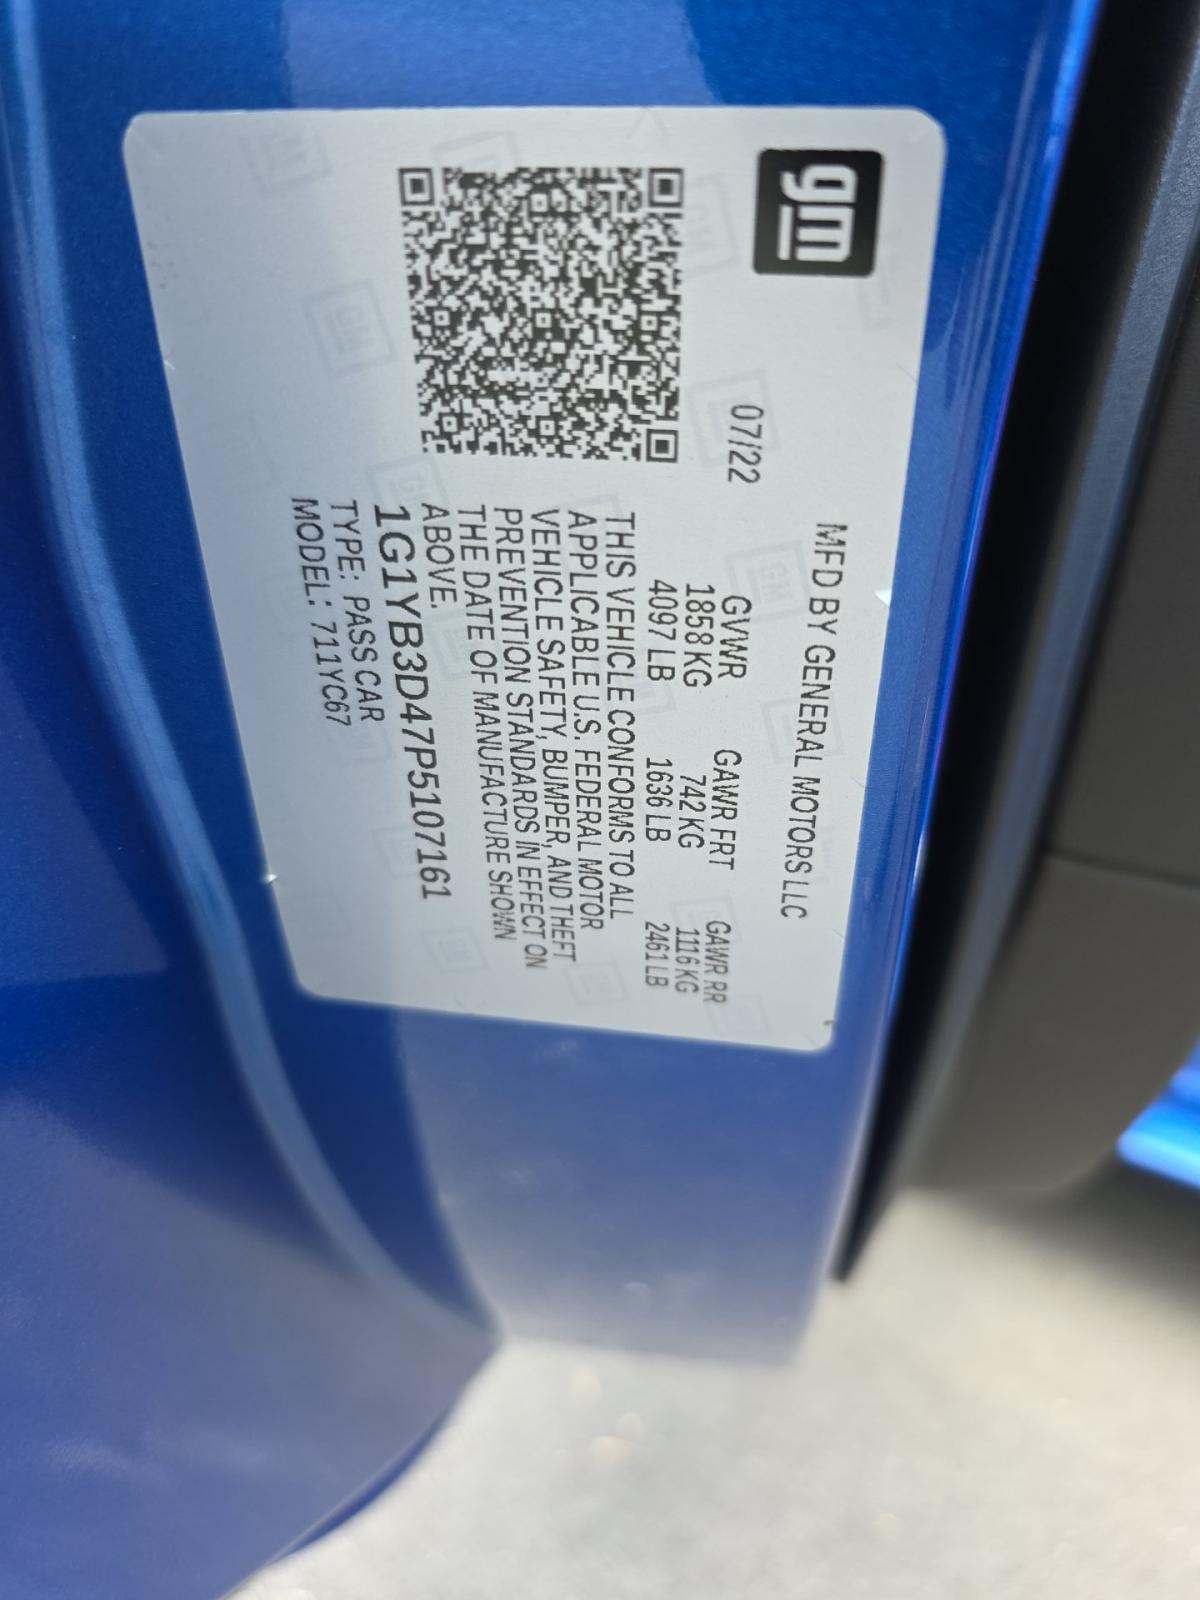 gm
MFD BY GENERAL MOTORS LLC
07/22
GVWR GAWR FRT GAWR RR
1858 KG 742 KG 1116 KG
4097 LB 1636 LB 2461 LB
THIS VEHICLE CONFORMS TO ALL
APPLICABLE U.S. FEDERAL MOTOR
VEHICLE SAFETY, BUMPER, AND THEFT
PREVENTION STANDARDS IN EFFECT ON
THE DATE OF MANUFACTURE SHOWN
ABOVE.
1G1YB3D47P5107161
TYPE: PASS CAR
MODEL: 711YC67